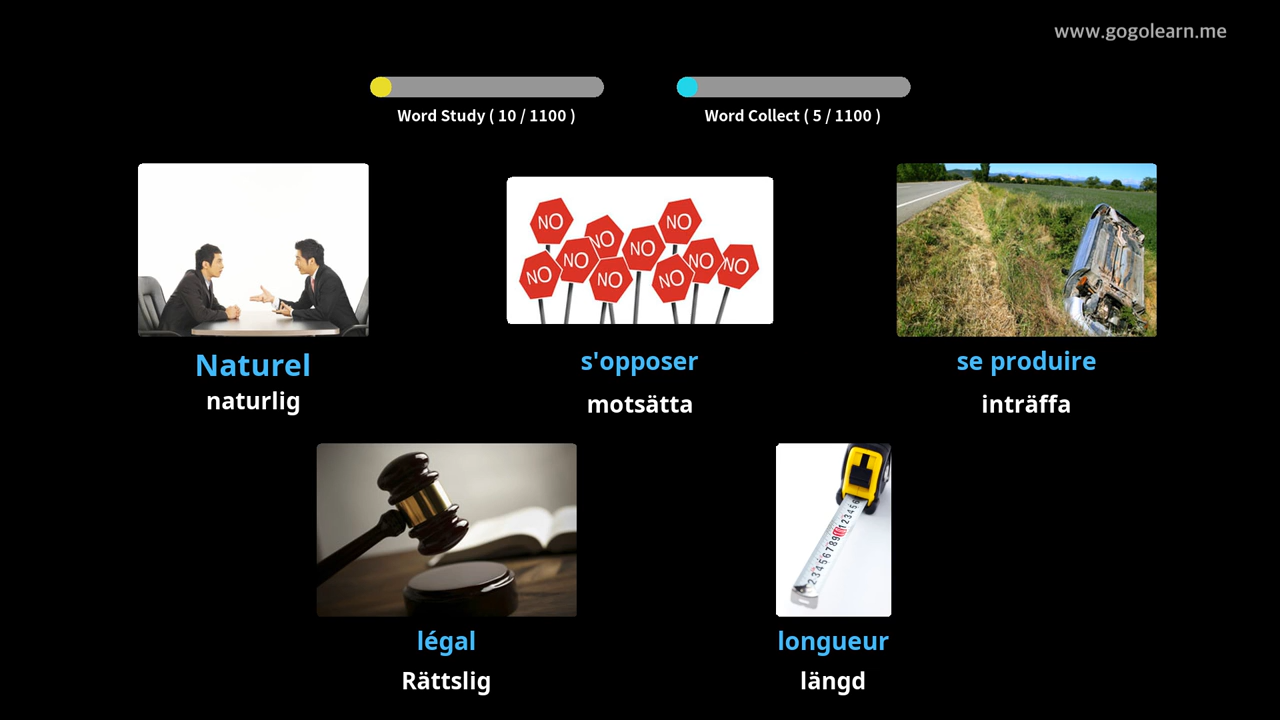 www.gogolearn.me
Word Study ( 10 / 1100 )
Word Collect ( 5 / 1100 )
NO
NO
NO
NO
NO
NO
NO
NO
NO
NO
Naturel
naturlig
s'opposer
motsätta
se produire
inträffa
légal
Rättslig
longueur
längd